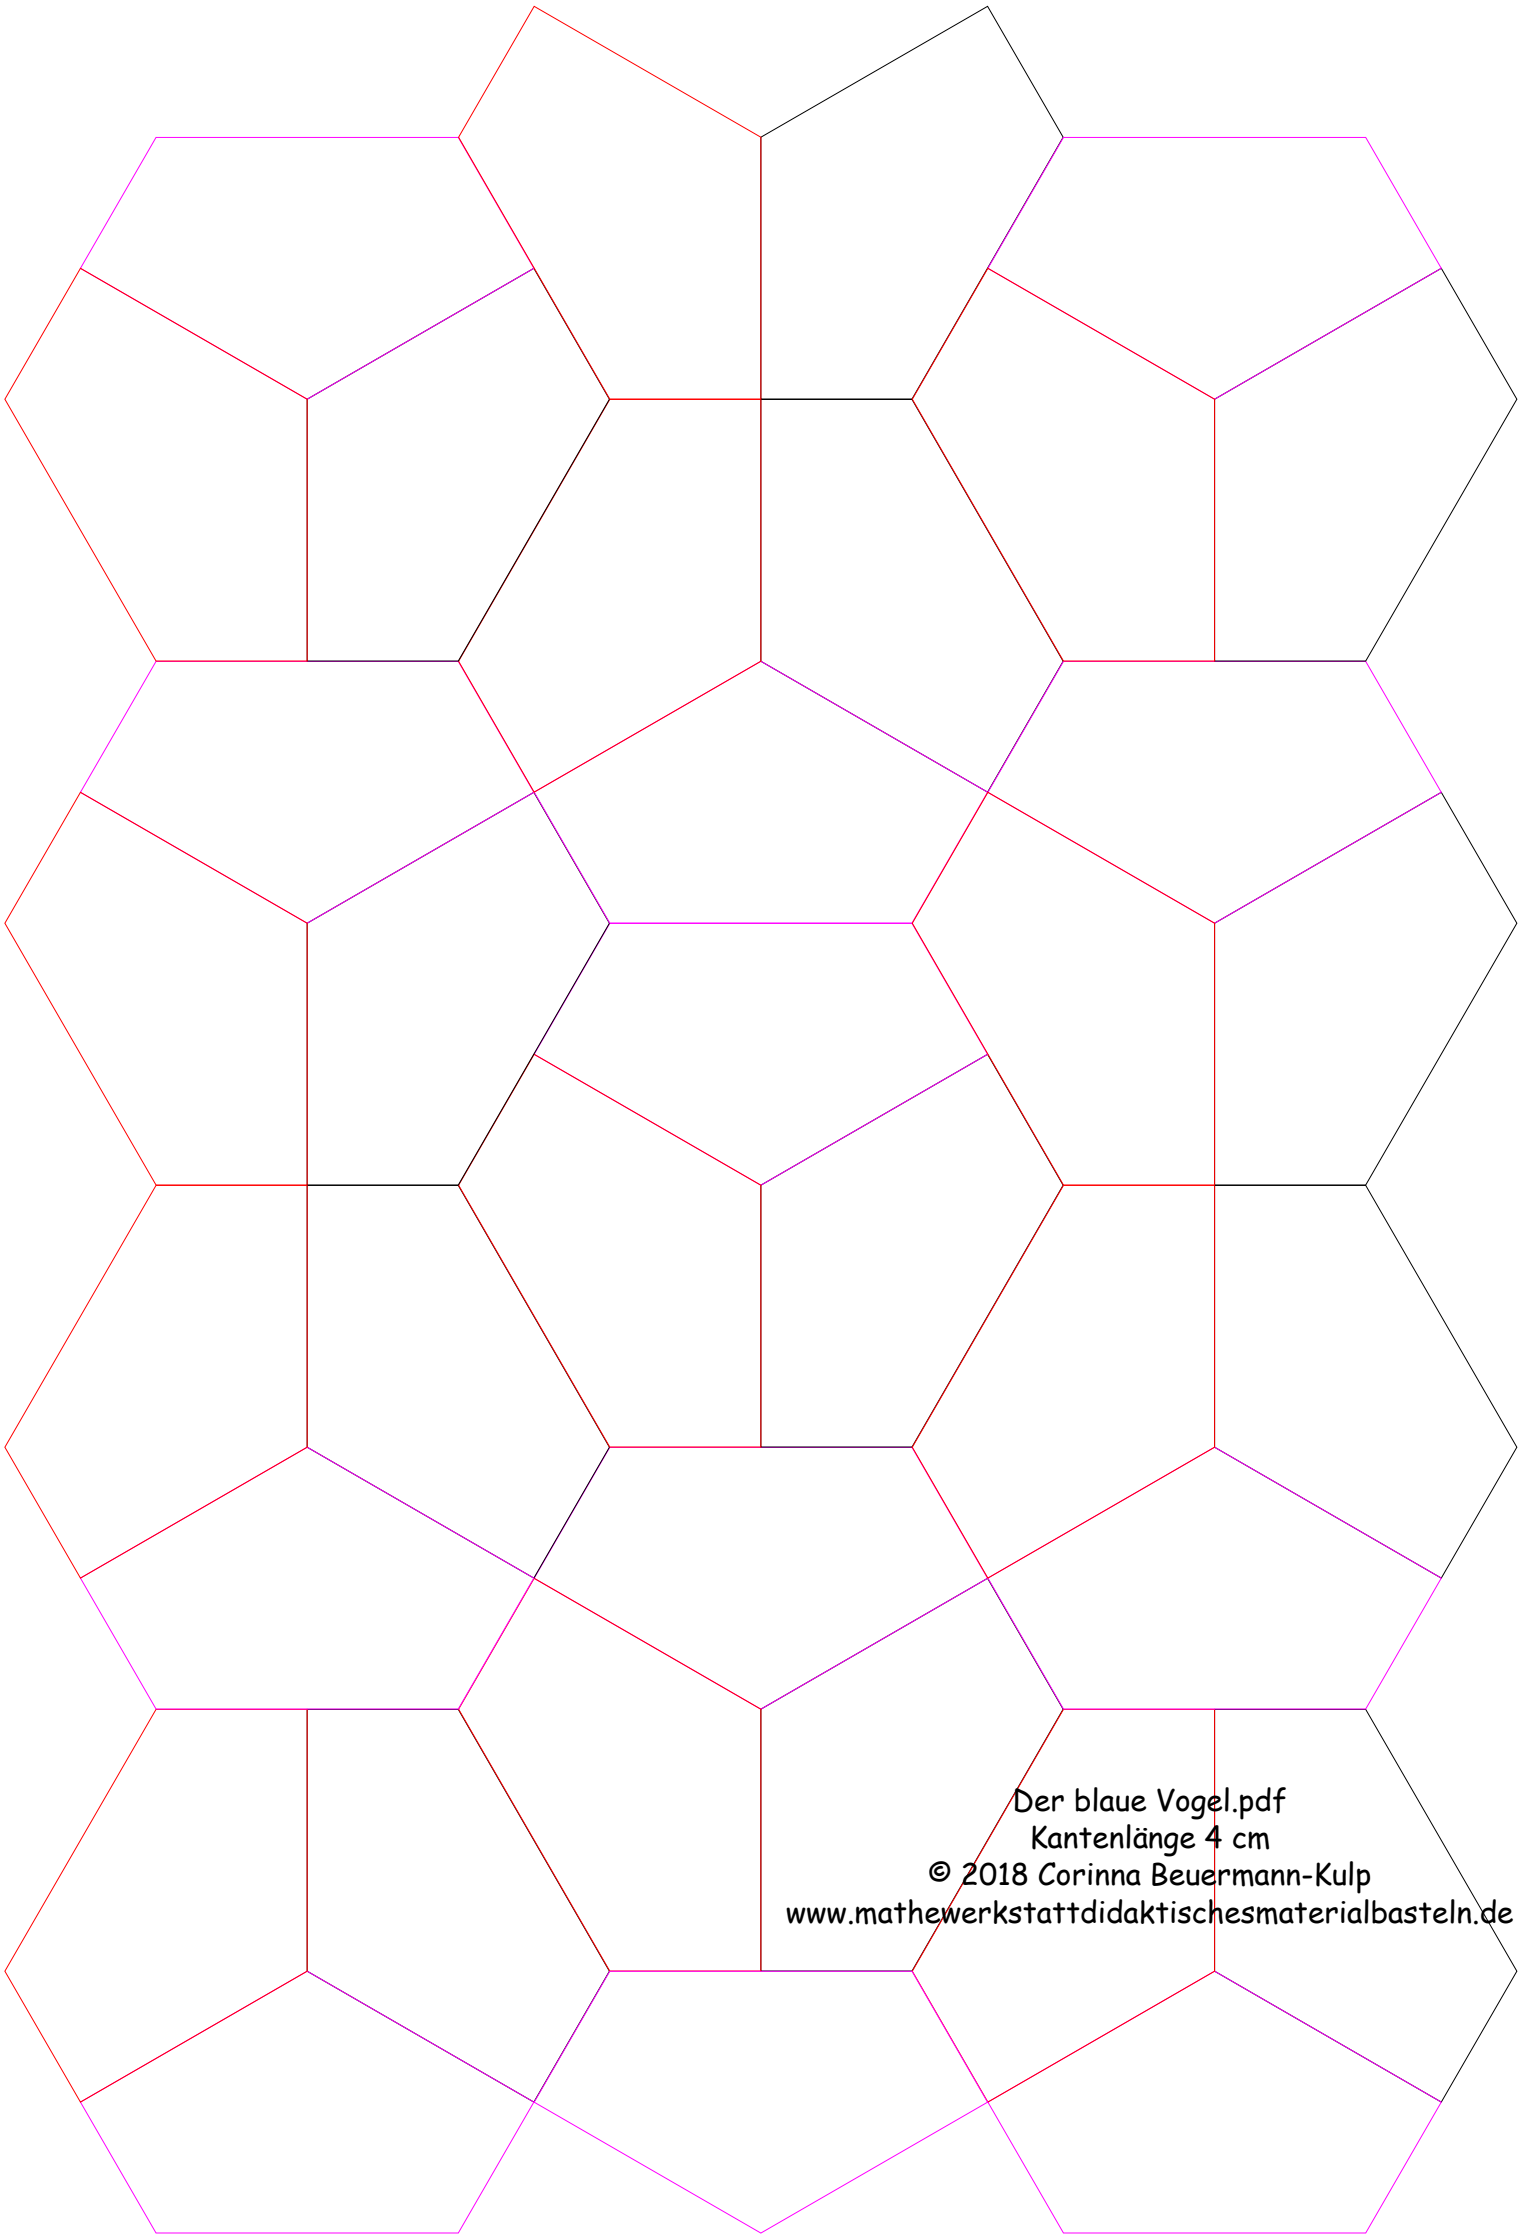 Der blaue Vogel.pdf
Kantenlänge 4 cm
© 2018 Corinna Beuermann-Kulp
www.mathewerkstattdidaktischesmaterialbasteln.de